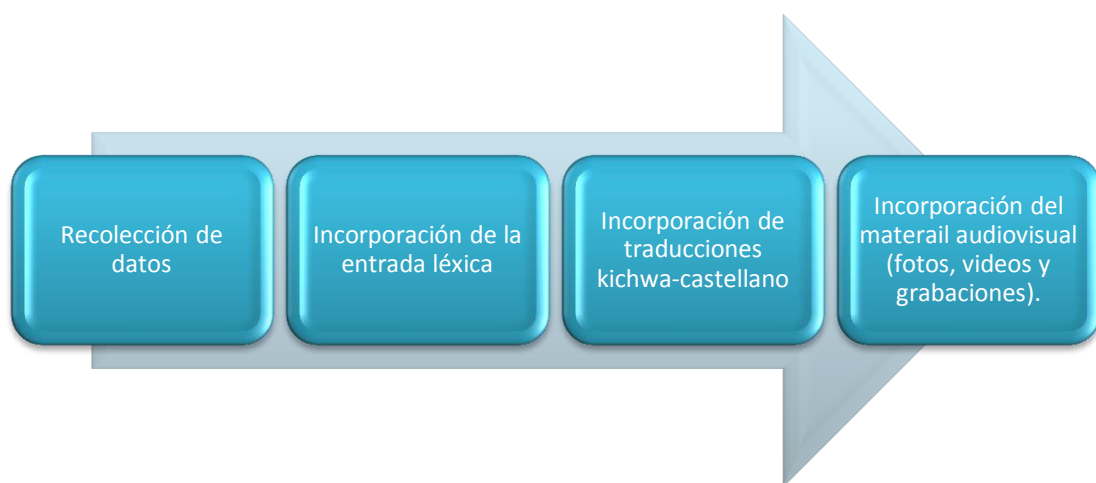 Recolección de
datos
Incorporación de la
entrada léxica
Incorporación de
traducciones
kichwa-castellano
Incorporación del
materail audiovisual
(fotos, videos y
grabaciones).